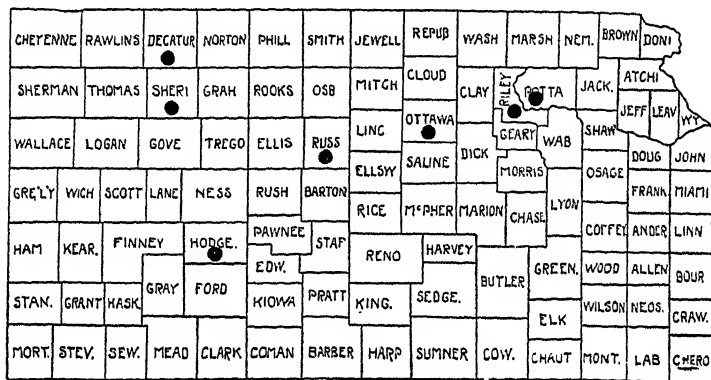 CHEYENNE RAWLINS DECATUR NORTON PHILL SMITH JEWELL REPUB WASH MARSH NEM. BROWN DONI
SHERMAN THOMAS SHERI GRAH ROOKS OSB MITCH CLOUD CLAY RILEY POTTA JACK. ATCHI
JEFF LEAV WY
WALLACE LOGAN GOVE TREGO ELLIS RUSS LINC OTTAWA GEARY WAB SHAW
SALINE DICK DOUG JOHN
GRE'LY WICH SCOTT LANE NESS RUSH BARTON ELLSW MORRIS OSAGE FRANK MIAMI
RICE McPHER MARION CHASE LYON
HAM KEAR. FINNEY HODGE. PAWNEE STAF COFFEY ANDER LINN
EDW. RENO HARVEY
STAN. GRANT HASK. GRAY FORD KIOWA PRATT KING. SEDGE. BUTLER GREEN. WOOD ALLEN BOUR
ELK WILSON NEOS. CRAW.
MORT. STEV. SEW. MEAD CLARK COMAN BARBER HARP SUMNER COW. CHAUT MONT. LAB CHERO